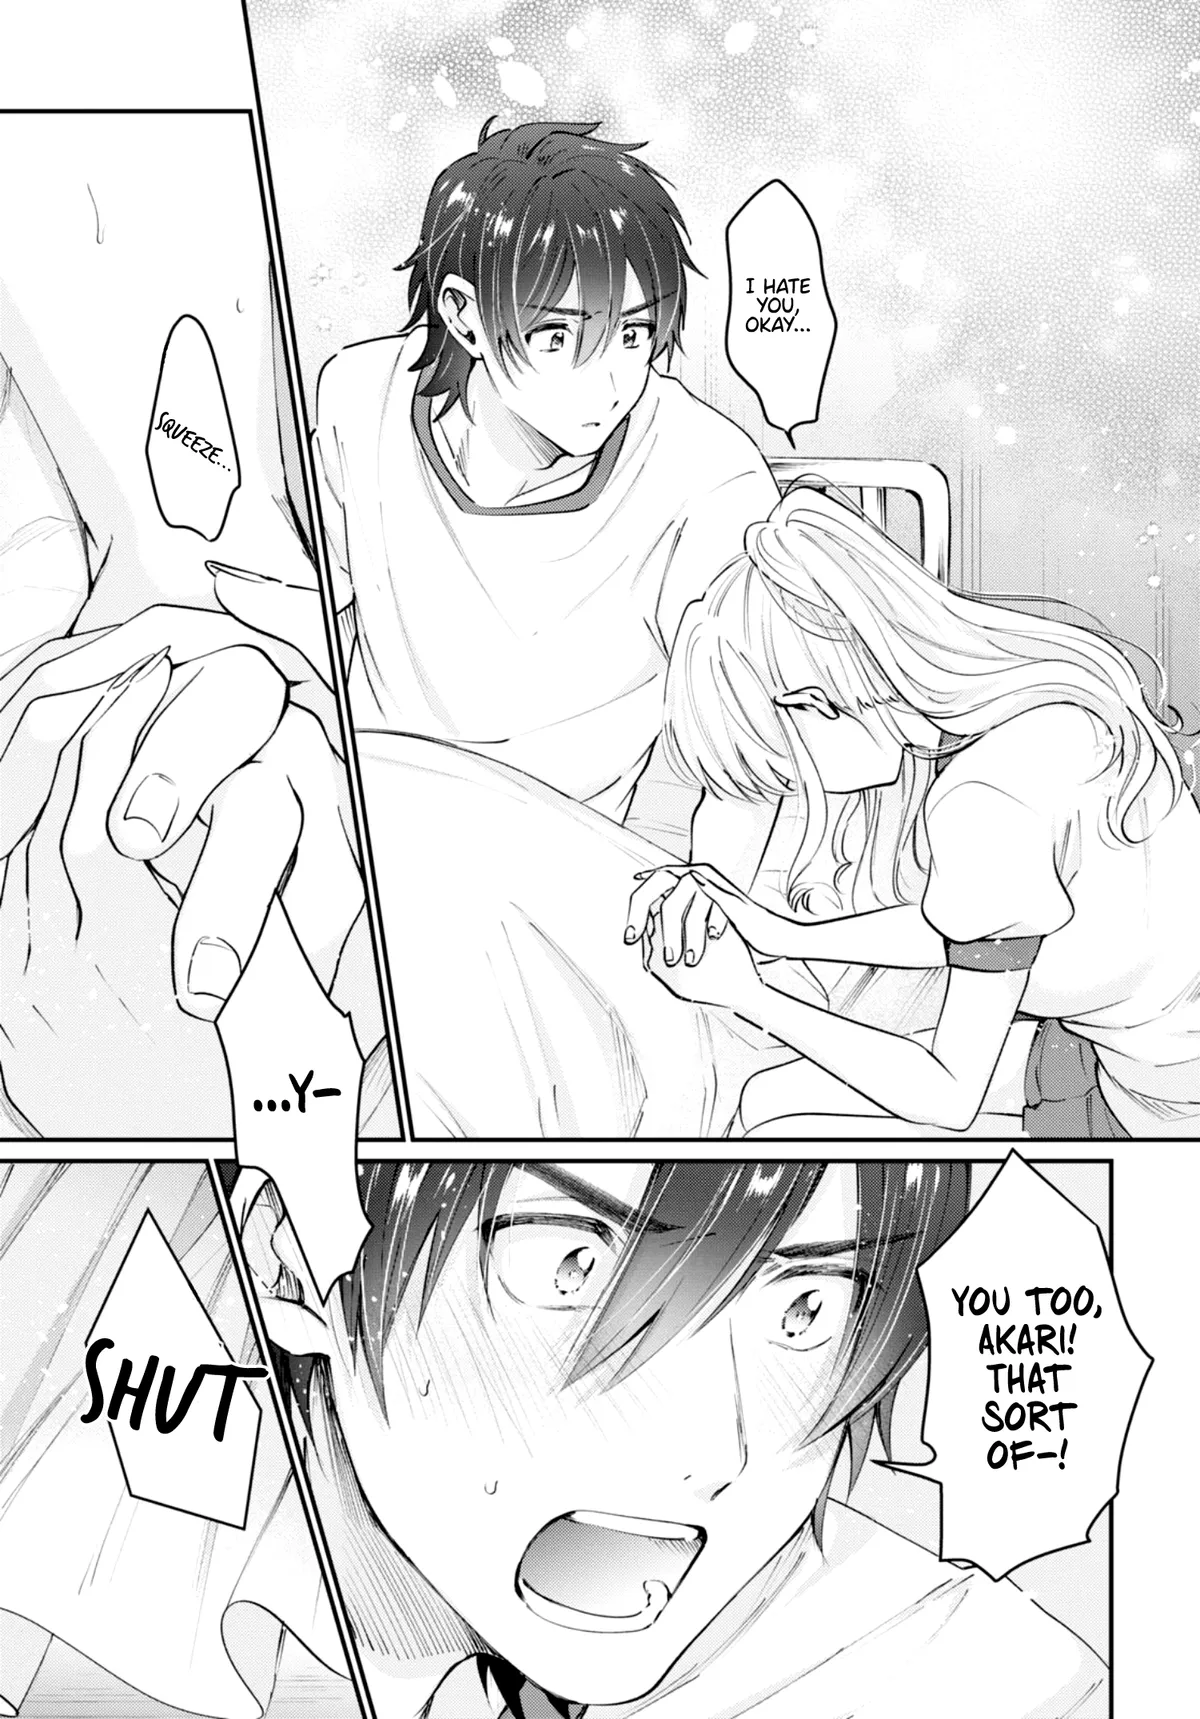 I HATE
YOU,
OKAY...
SQUEEZE...
...Y-
YOU TOO,
AKARI!
THAT
SORT
OF-!
SHUT